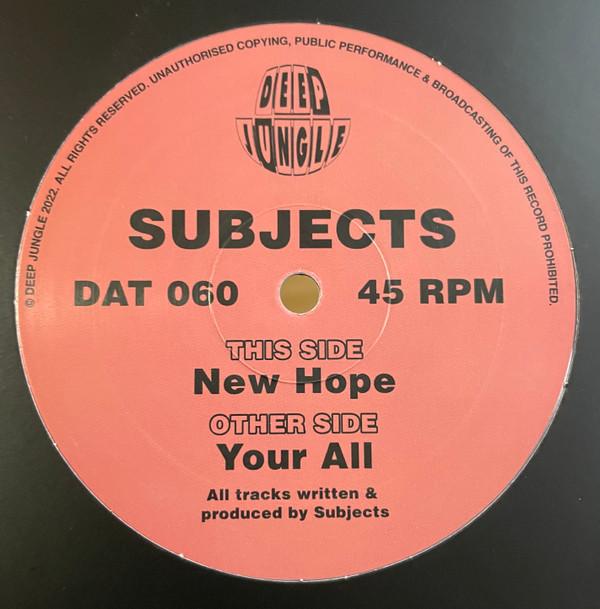 © DEEP JUNGLE 2022. ALL RIGHTS RESERVED. UNAUTHORISED COPYING, PUBLIC PERFORMANCE & BROADCASTING OF THIS RECORD PROHIBITED.
DEEP
JUNGLE
SUBJECTS
DAT 060 45 RPM
THIS SIDE
New Hope
OTHER SIDE
Your All
All tracks written &
produced by Subjects